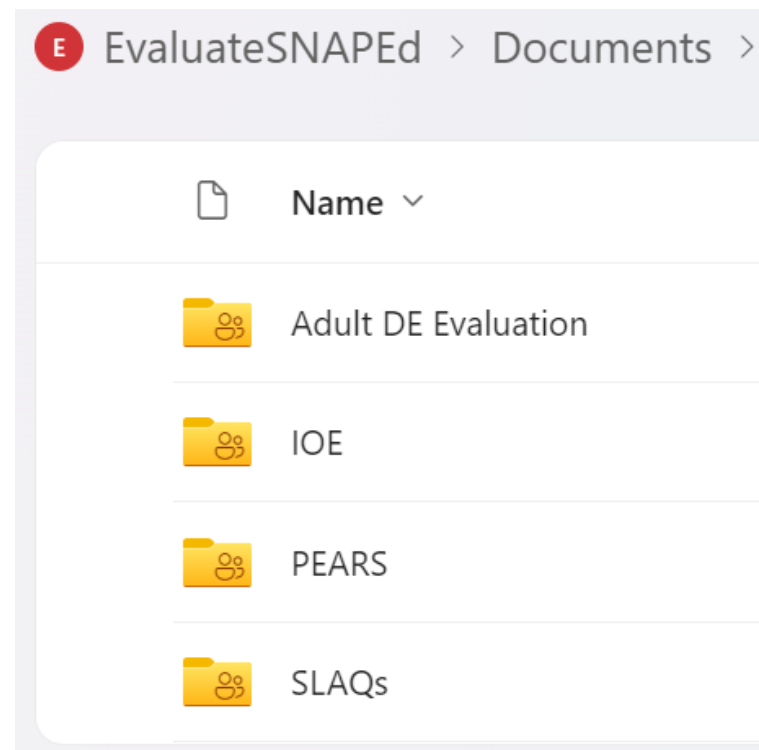 E EvaluateSNAPEd > Documents >
Name
Adult DE Evaluation
IOE
PEARS
SLAQs